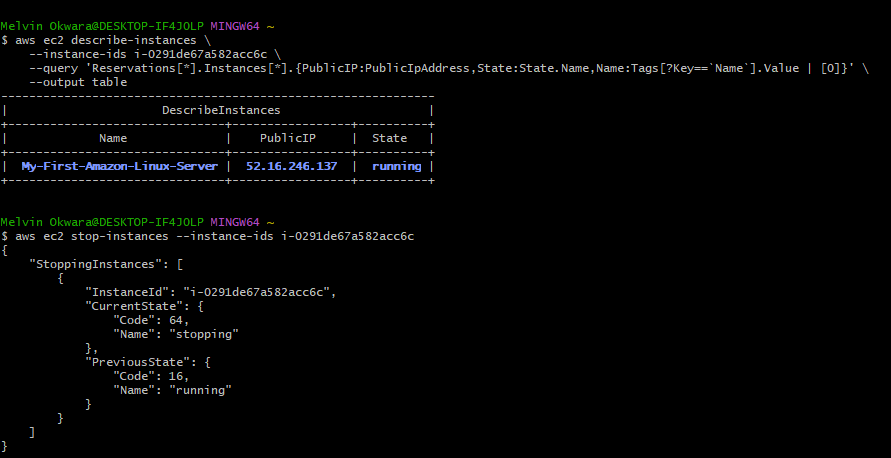 Melvin Okwara@DESKTOP-IF4JOLP MINGW64 ~
$ aws ec2 describe-instances \
    --instance-ids i-0291de67a582acc6c \
    --query 'Reservations[*].Instances[*].{PublicIP:PublicIpAddress,State:State.Name,Name:Tags[?Key==`Name`].Value | [0]}' \
    --output table
-------------------------------------------------------------
|                     DescribeInstances                     |
+------------------------------+-----------------+----------+
|             Name             |    PublicIP     |  State   |
+------------------------------+-----------------+----------+
|  My-First-Amazon-Linux-Server |  52.16.246.137  |  running |
+------------------------------+-----------------+----------+
Melvin Okwara@DESKTOP-IF4JOLP MINGW64 ~
$ aws ec2 stop-instances --instance-ids i-0291de67a582acc6c
{
    "StoppingInstances": [
        {
            "InstanceId": "i-0291de67a582acc6c",
            "CurrentState": {
                "Code": 64,
                "Name": "stopping"
            },
            "PreviousState": {
                "Code": 16,
                "Name": "running"
            }
        }
    ]
}